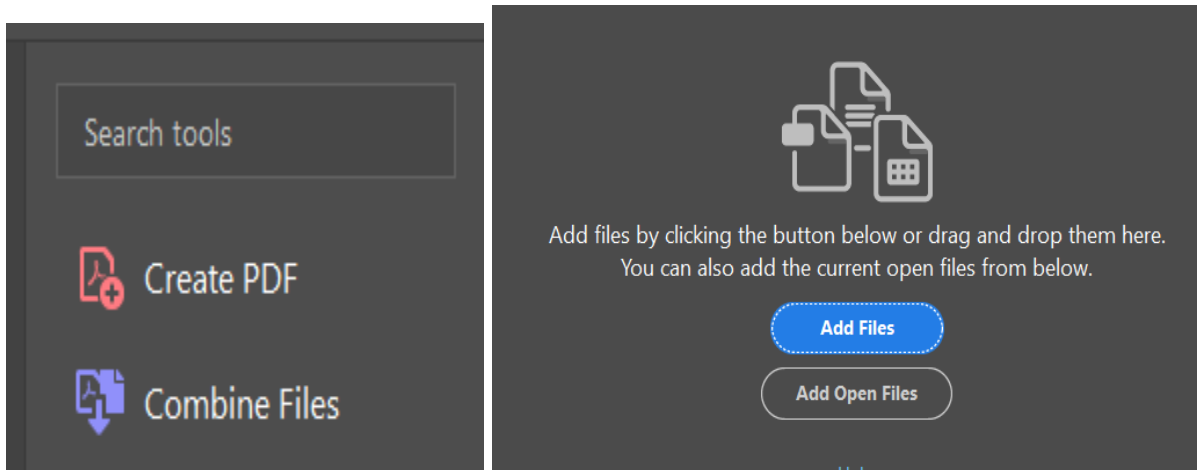 Search tools
Create PDF
Combine Files
Add files by clicking the button below or drag and drop them here.
You can also add the current open files from below.
Add Files
Add Open Files